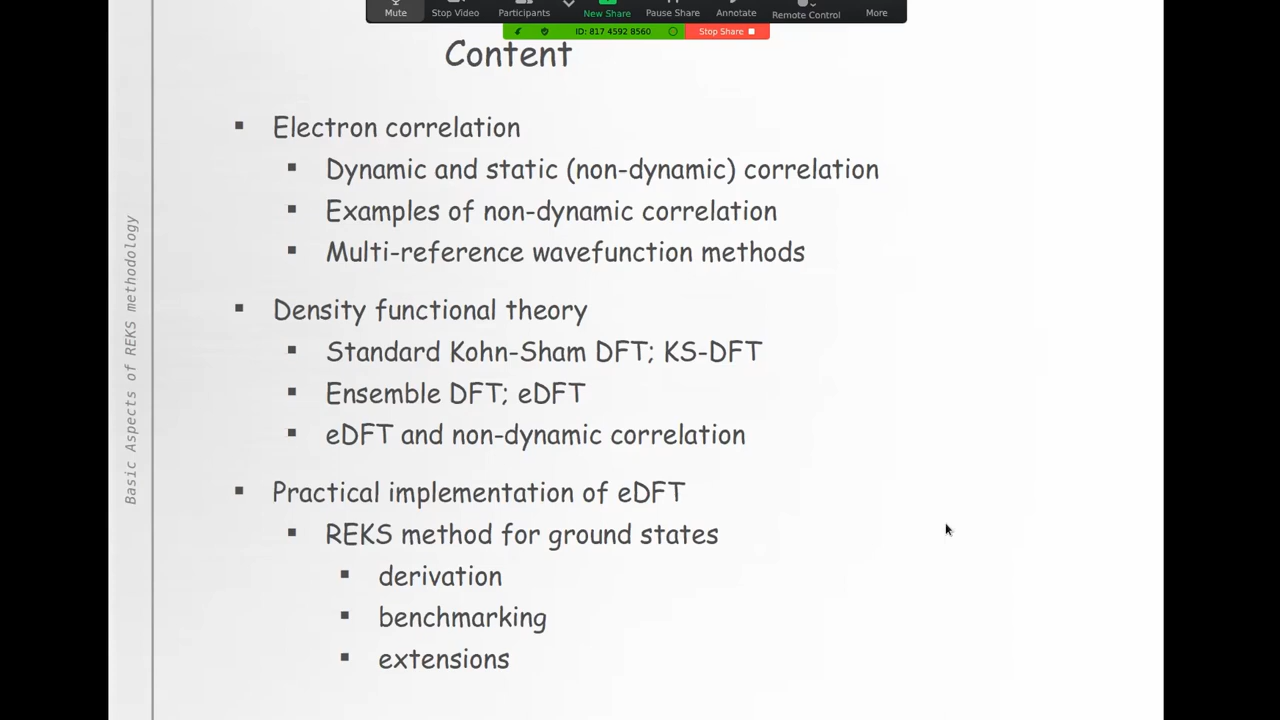 Mute
Stop Video
Participants
New Share
Pause Share
Annotate
Remote Control
More
ID: 817 4592 8560
Stop Share
Content
Electron correlation
Dynamic and static (non-dynamic) correlation
Examples of non-dynamic correlation
Multi-reference wavefunction methods
Density functional theory
Standard Kohn-Sham DFT; KS-DFT
Ensemble DFT; eDFT
eDFT and non-dynamic correlation
Practical implementation of eDFT
REKS method for ground states
derivation
benchmarking
extensions
Basic Aspects of REKS methodology